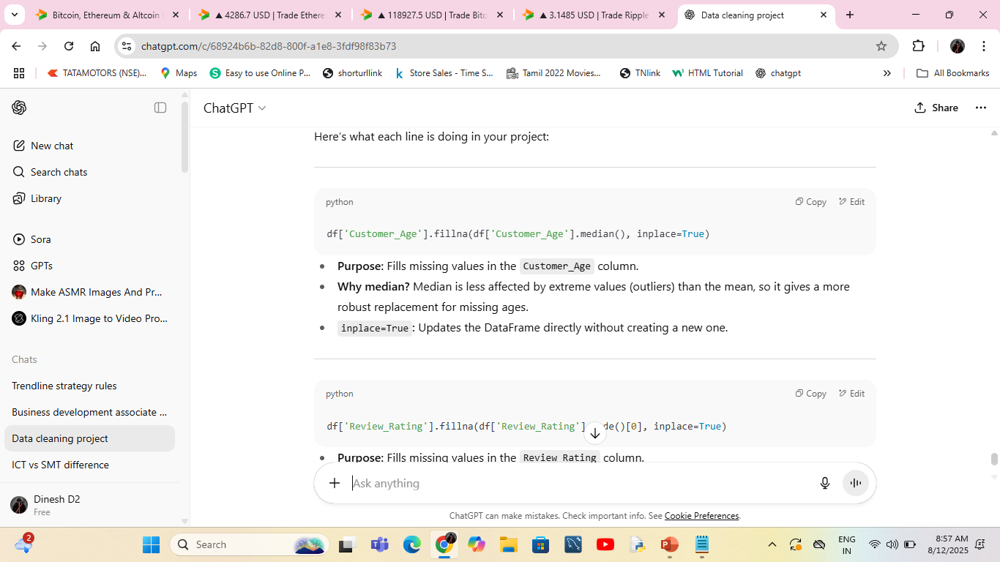 Bitcoin, Ethereum & Altcoin
▲ 4286.7 USD | Trade Ethere
▲ 118927.5 USD | Trade Bitc
▲ 3.1485 USD | Trade Ripple
Data cleaning project
chatgpt.com/c/68924b6b-82d8-800f-a1e8-3fdf98f83b73
TATAMOTORS (NSE)...
Maps
Easy to use Online P...
shorturllink
Store Sales - Time S...
Tamil 2022 Movies...
TNlink
HTML Tutorial
chatgpt
»
All Bookmarks
ChatGPT
Share
New chat
Search chats
Library
Sora
GPTs
Make ASMR Images And Pr...
Kling 2.1 Image to Video Pro...
Chats
Trendline strategy rules
Business development associate ...
Data cleaning project
ICT vs SMT difference
Dinesh D2
Free
Here's what each line is doing in your project:
python
Copy
Edit
df['Customer_Age'].fillna(df['Customer_Age'].median(), inplace=True)
• Purpose: Fills missing values in the Customer_Age column.
• Why median? Median is less affected by extreme values (outliers) than the mean, so it gives a more
robust replacement for missing ages.
• inplace=True: Updates the DataFrame directly without creating a new one.
python
Copy
Edit
df['Review_Rating'].fillna(df['Review_Rating'] de()[0], inplace=True)
• Purpose: Fills missing values in the Review_Rating column.
Ask anything
ChatGPT can make mistakes. Check important info. See Cookie Preferences.
2
Search
ENG
IN
8:57 AM
8/12/2025